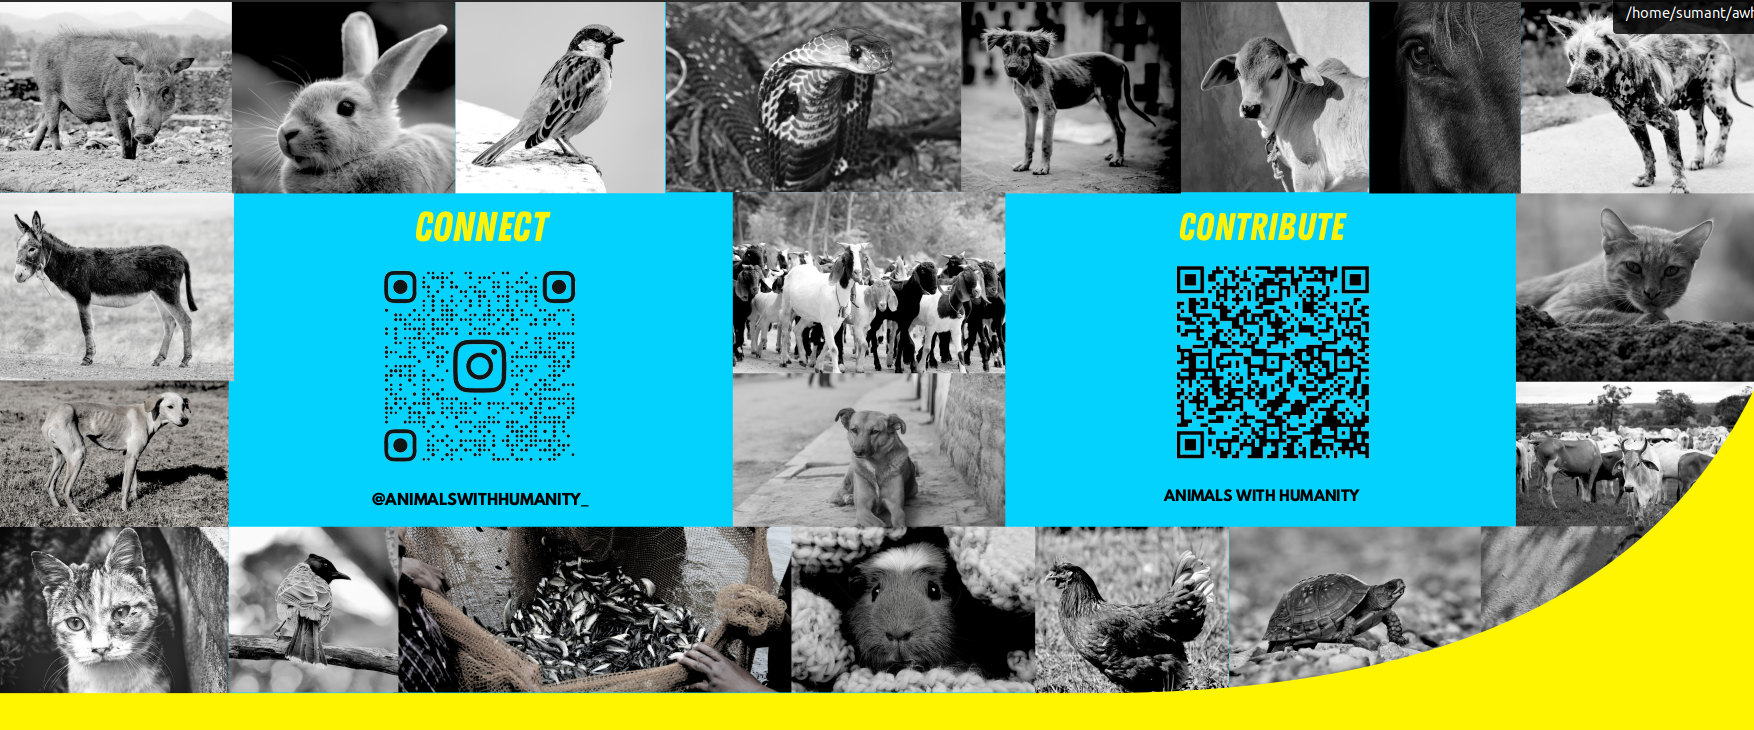 /home/sumant/awh
CONNECT
CONTRIBUTE
@ANIMALSWITHHUMANITY_
ANIMALS WITH HUMANITY